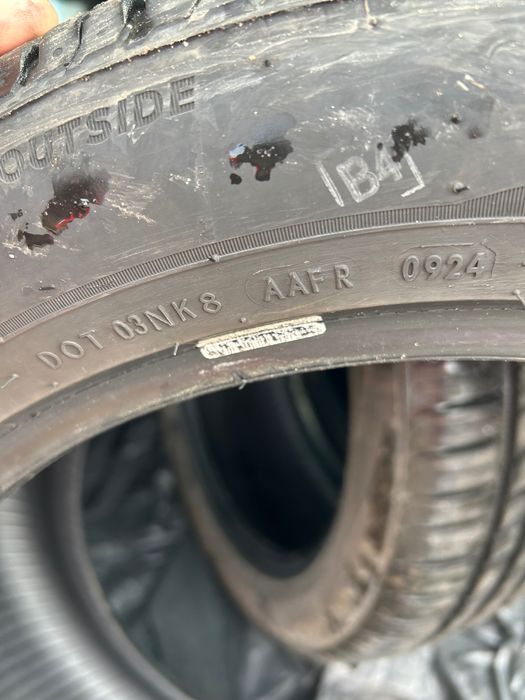 OUTSIDE
B4
DOT 03NK8 AAFR 0924